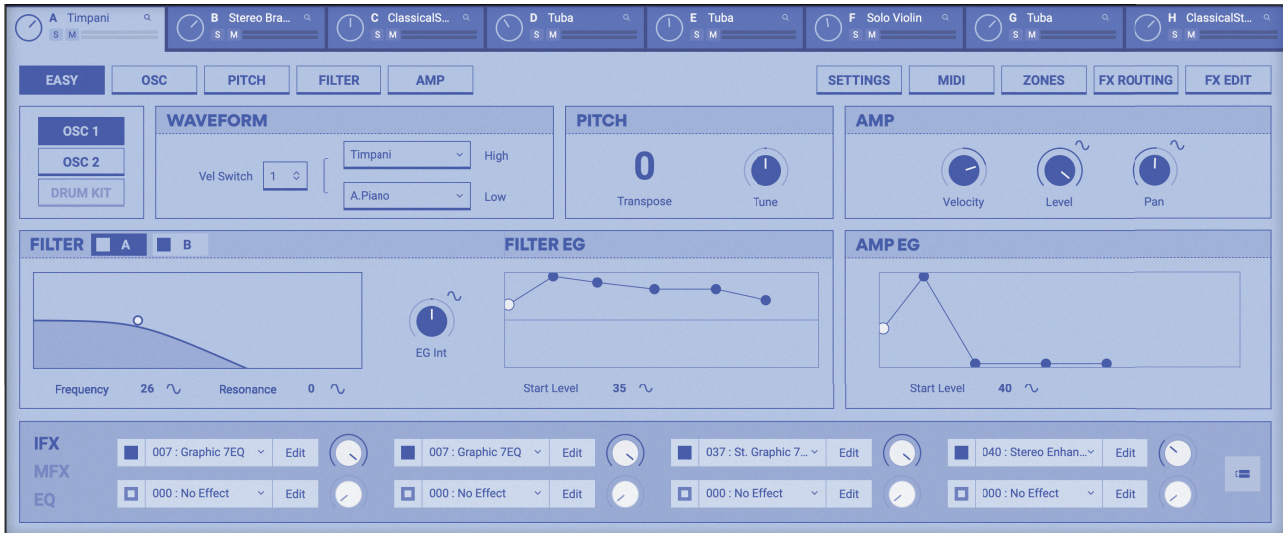 A Timpani
S M
B Stereo Bra...
S M
C ClassicalS...
S M
D Tuba
S M
E Tuba
S M
F Solo Violin
S M
G Tuba
S M
H ClassicalSt...
S M
EASY OSC PITCH FILTER AMP SETTINGS MIDI ZONES FX ROUTING FX EDIT
OSC 1
OSC 2
DRUM KIT
WAVEFORM
Vel Switch 1
Timpani High
A.Piano Low
PITCH
0
Transpose Tune
AMP
Velocity Level Pan
FILTER A B
EG Int
Frequency 26 Resonance 0
FILTER EG
Start Level 35
AMP EG
Start Level 40
IFX
MFX
EQ
007 : Graphic 7EQ Edit 007 : Graphic 7EQ Edit 037 : St. Graphic 7... Edit 040 : Stereo Enhan... Edit
000 : No Effect Edit 000 : No Effect Edit 000 : No Effect Edit 000 : No Effect Edit